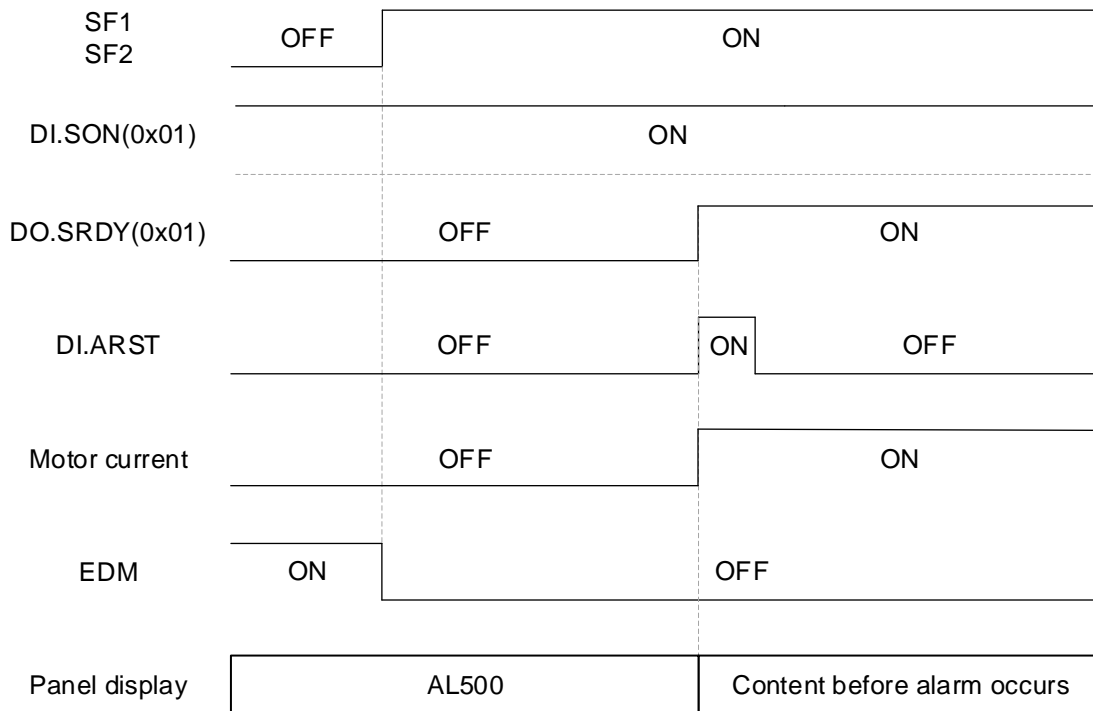 SF1
SF2
OFF
ON
DI.SON(0x01)
ON
DO.SRDY(0x01)
OFF
ON
DI.ARST
OFF
ON
OFF
Motor current
OFF
ON
EDM
ON
OFF
Panel display
AL500
Content before alarm occurs